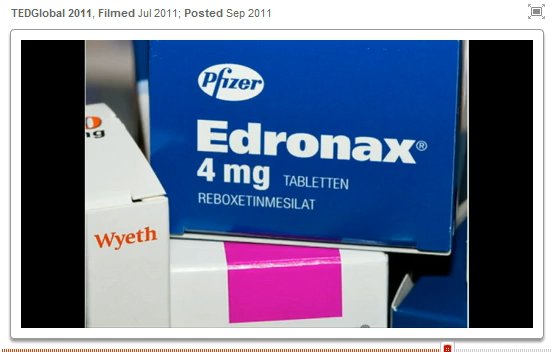 TEDGlobal 2011, Filmed Jul 2011; Posted Sep 2011
Pfizer
Edronax®
4 mg TABLETTEN
REBOXETINMESILAT
Wyeth